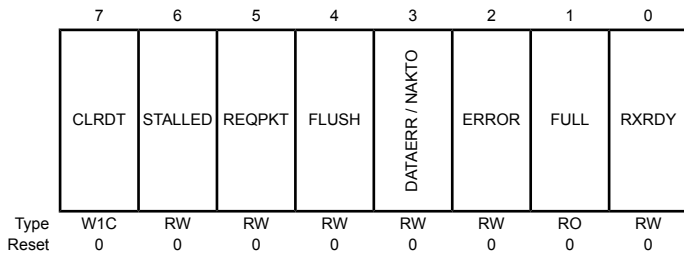 7 6 5 4 3 2 1 0
CLRDT STALLED REQPKT FLUSH DATAERR / NAKTO ERROR FULL RXRDY
Type W1C RW RW RW RW RW RO RW
Reset 0 0 0 0 0 0 0 0